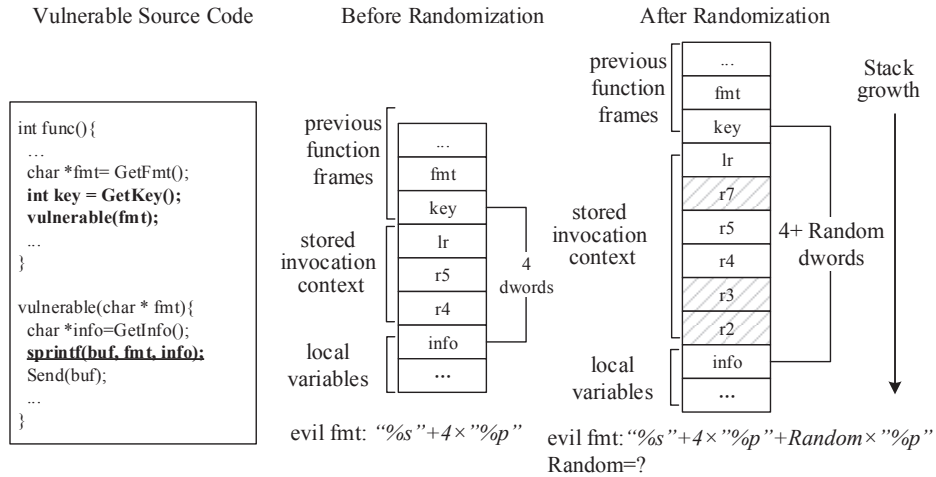 Vulnerable Source Code
int func(){
...
char *fmt= GetFmt();
int key = GetKey();
vulnerable(fmt);
...
}
vulnerable(char * fmt){
char *info=GetInfo();
sprintf(buf, fmt, info);
Send(buf);
...
}
Before Randomization
previous
function
frames
stored
invocation
context
local
variables
...
fmt
key
lr
r5
r4
info
...
4
dwords
evil fmt: “%s”+4×”%p”
After Randomization
previous
function
frames
stored
invocation
context
local
variables
...
fmt
key
lr
r7
r5
r4
r3
r2
info
...
4+ Random
dwords
Stack
growth
evil fmt:“%s”+4×”%p”+Random×”%p”
Random=?